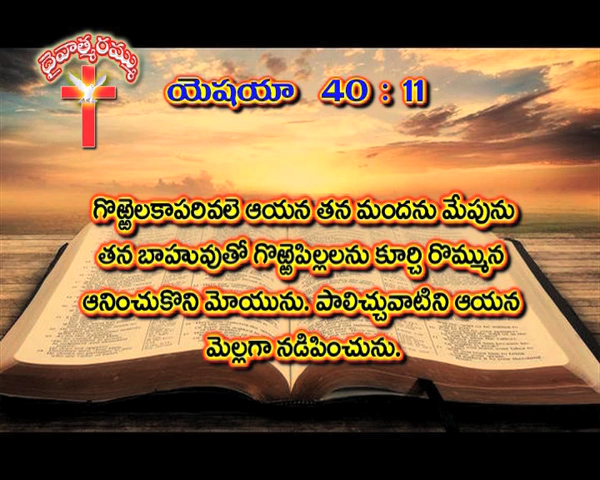 దైవాత్మరమ్ము
యెషయా 40 : 11
గొఱ్ఱెలకాపరివలె ఆయన తన మందను మేపును
తన బాహువుతో గొఱ్ఱెపిల్లలను కూర్చి రొమ్మున
ఆనించుకొని మోయును. పాలిచ్చువాటిని ఆయన
మెల్లగా నడిపించును.